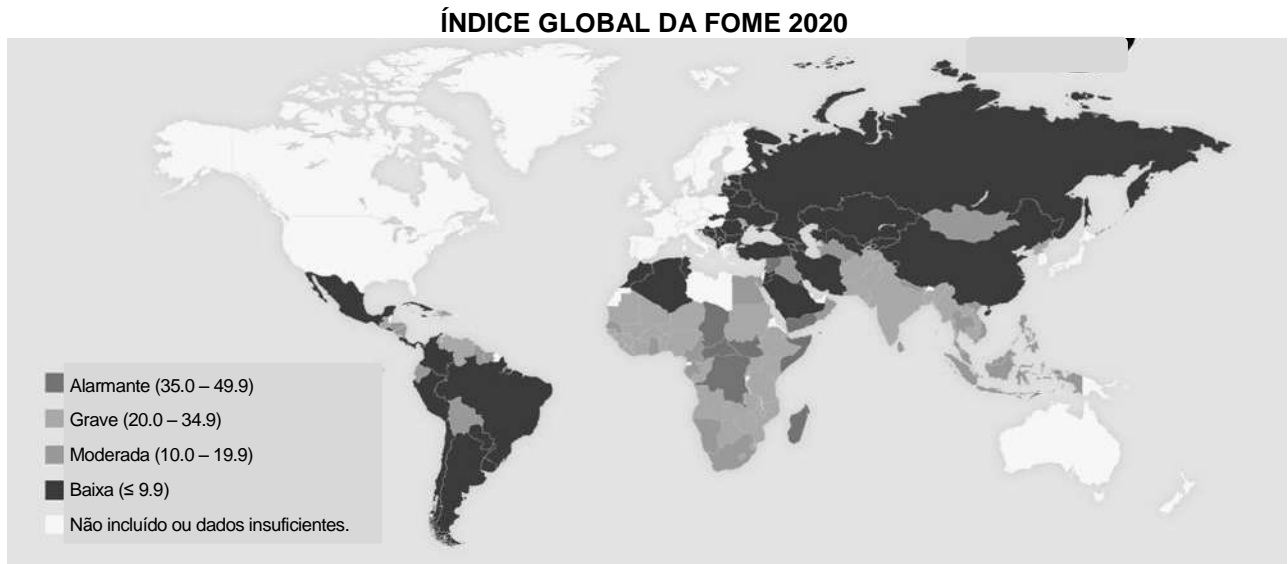 ÍNDICE GLOBAL DA FOME 2020
Alarmante (35.0 – 49.9)
Grave (20.0 – 34.9)
Moderada (10.0 – 19.9)
Baixa (≤ 9.9)
Não incluído ou dados insuficientes.